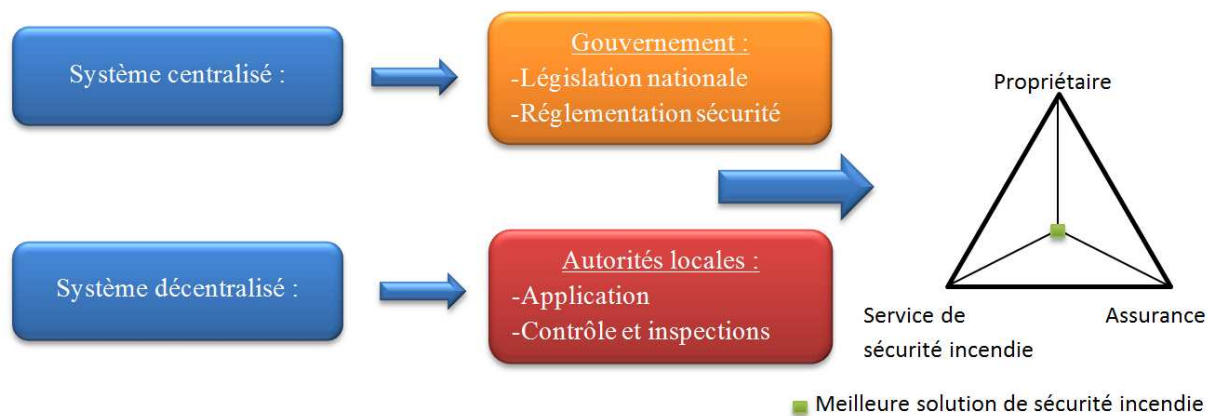 Système centralisé :
Gouvernement :
-Législation nationale
-Réglementation sécurité
Système décentralisé :
Autorités locales :
-Application
-Contrôle et inspections
Propriétaire
Service de
sécurité incendie
Assurance
Meilleure solution de sécurité incendie